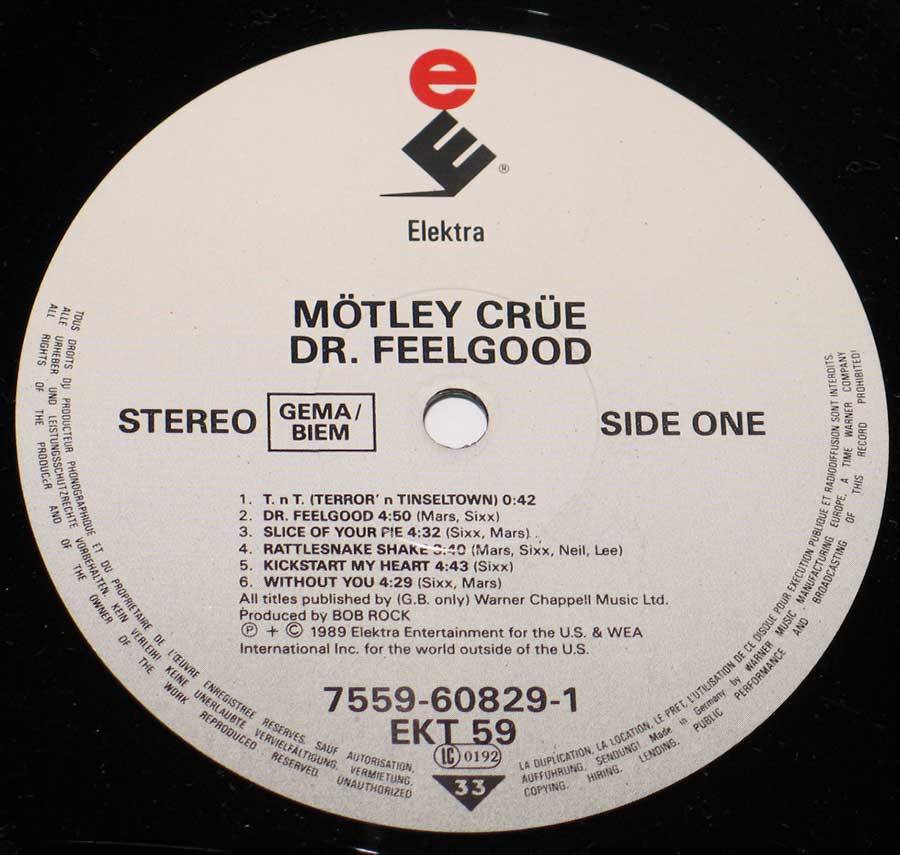 e
E ®
Elektra
MÖTLEY CRÜE
DR. FEELGOOD
STEREO GEMA/ BIEM SIDE ONE
1. T. n T. (TERROR' n TINSELTOWN) 0:42
2. DR. FEELGOOD 4:50 (Mars, Sixx)
3. SLICE OF YOUR PIE 4:32 (Sixx, Mars)
4. RATTLESNAKE SHAKE 3:40 (Mars, Sixx, Neil, Lee)
5. KICKSTART MY HEART 4:43 (Sixx)
6. WITHOUT YOU 4:29 (Sixx, Mars)
All titles published by (G.B. only) Warner Chappell Music Ltd.
Produced by BOB ROCK
Ⓟ + © 1989 Elektra Entertainment for the U.S. & WEA
International Inc. for the world outside of the U.S.
7559-60829-1
EKT 59
LC 0192
33
TOUS DROITS DU PRODUCTEUR PHONOGRAPHIQUE ET DU PROPRIETAIRE DE L'ŒUVRE ENREGISTREE RESERVES. SAUF AUTORISATION,
LA DUPLICATION, LA LOCATION, LE PRET, L'UTILISATION DE CE DISQUE POUR EXECUTION PUBLIQUE ET RADIODIFFUSION SONT INTERDITS.
ALLE URHEBER UND LEISTUNGSSCHUTZRECHTE VORBEHALTEN. KEIN VERLEIH! KEINE UNERLAUBTE VERVIELFÄLTIGUNG, VERMIETUNG,
AUFFÜHRUNG, SENDUNG! Made in Germany by WARNER MUSIC MANUFACTURING EUROPE, A TIME WARNER COMPANY
ALL RIGHTS OF THE PRODUCER AND OF THE OWNER OF THE WORK REPRODUCED RESERVED. UNAUTHORIZED
COPYING, HIRING, LENDING, PUBLIC PERFORMANCE AND BROADCASTING OF THIS RECORD PROHIBITED!